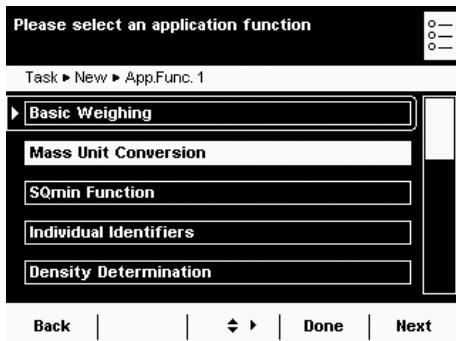 Please select an application function
Task ▸ New ▸ App.Func. 1
Basic Weighing
Mass Unit Conversion
SQmin Function
Individual Identifiers
Density Determination
Back Done Next